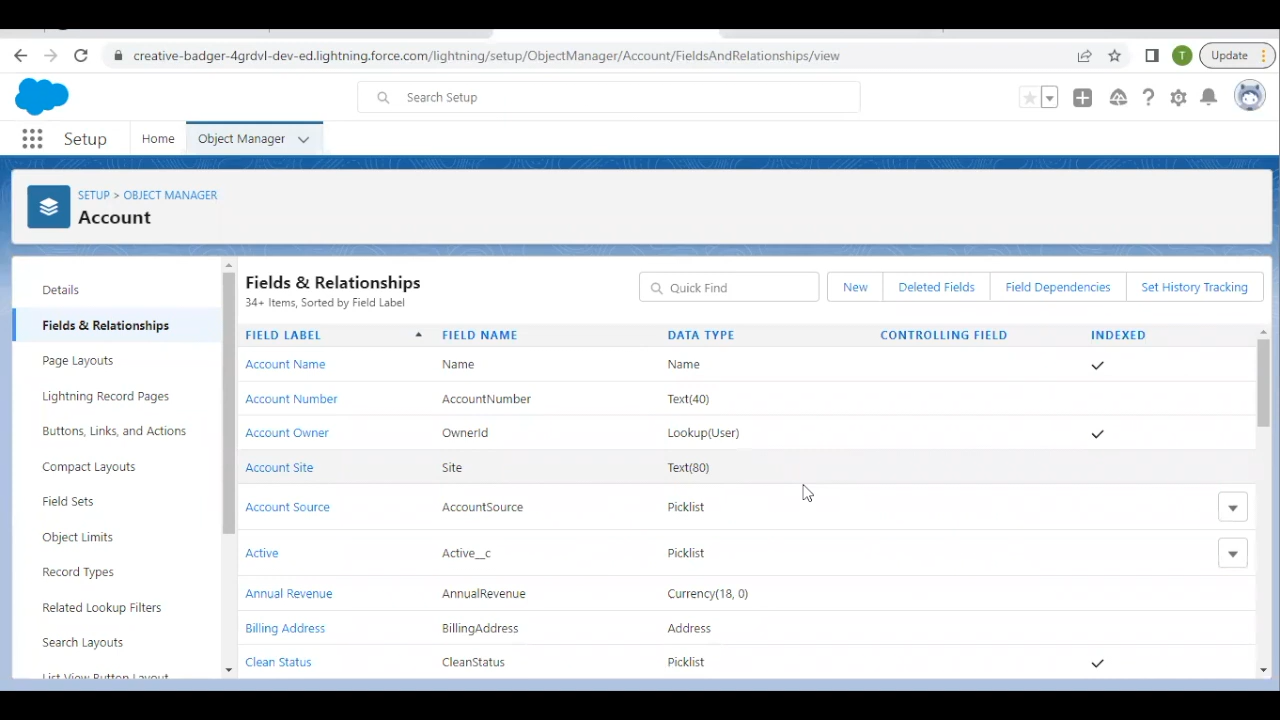 creative-badger-4grdvl-dev-ed.lightning.force.com/lightning/setup/ObjectManager/Account/FieldsAndRelationships/view
T
Update
Search Setup
Setup
Home
Object Manager
SETUP > OBJECT MANAGER
Account
Details
Fields & Relationships
Page Layouts
Lightning Record Pages
Buttons, Links, and Actions
Compact Layouts
Field Sets
Object Limits
Record Types
Related Lookup Filters
Search Layouts
List View Button Layout
Fields & Relationships
34+ Items, Sorted by Field Label
Quick Find
New
Deleted Fields
Field Dependencies
Set History Tracking
FIELD LABEL FIELD NAME DATA TYPE CONTROLLING FIELD INDEXED
Account Name Name Name
Account Number AccountNumber Text(40)
Account Owner OwnerId Lookup(User)
Account Site Site Text(80)
Account Source AccountSource Picklist
Active Active__c Picklist
Annual Revenue AnnualRevenue Currency(18, 0)
Billing Address BillingAddress Address
Clean Status CleanStatus Picklist